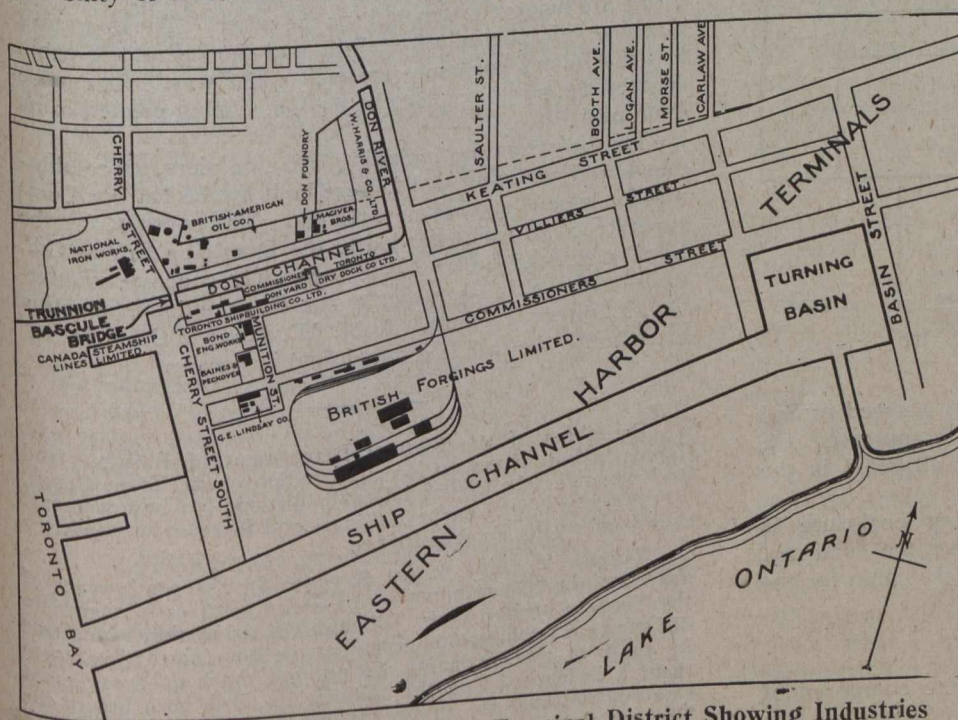 SAULTER ST.
BOOTH AVE.
LOGAN AVE.
MORSE ST.
CARLAW AVE
DON RIVER
W. HARRIS & CO. LTD
DON FOUNDRY
MACIVER
BROS.
BRITISH-AMERICAN
OIL CO.
CHERRY
STREET
NATIONAL
IRON WORKS.
KEATING STREET
VILLIERS STREET.
COMMISSIONERS STREET
TERMINALS
BASIN STREET
TURNING
BASIN
DON CHANNEL
COMMISSIONERS
DON YARD
TORONTO
DRY DOCK CO LTD.
TORONTO SHIPBUILDING CO. LTD.
TRUNNION
BASCULE
BRIDGE
CANADA STEAMSHIP
LINES LIMITED
BOND
ENG. WORKS
MUNITION ST.
BAINES &
PECKOVER
G.E. LINDSAY CO.
CHERRY STREET SOUTH
BRITISH FORGINGS LIMITED.
HARBOR
SHIP CHANNEL
EASTERN
TORONTO BAY
LAKE ONTARIO
N
District Showing Industries